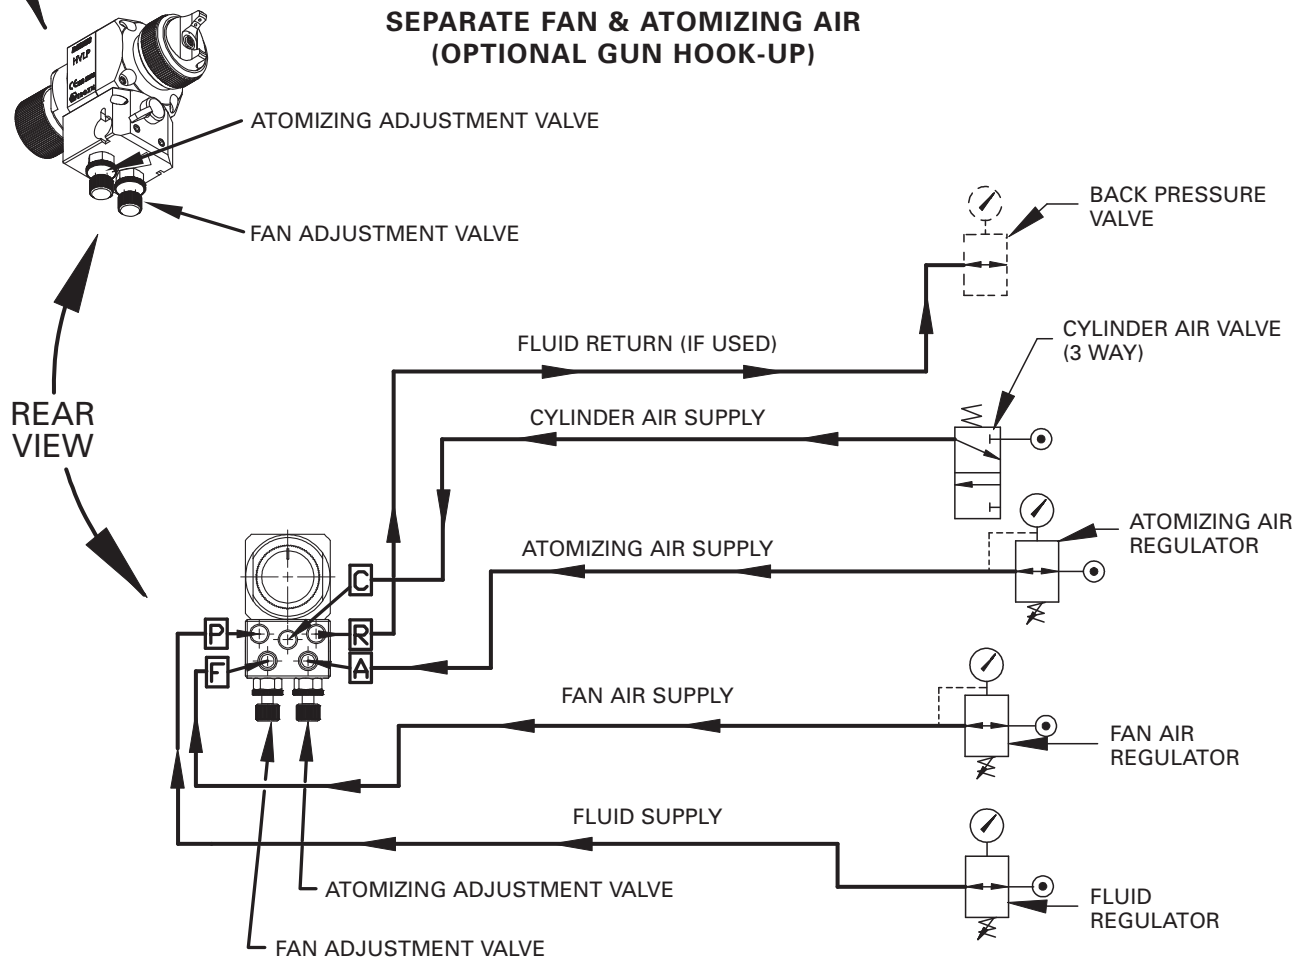 SEPARATE FAN & ATOMIZING AIR
(OPTIONAL GUN HOOK-UP)
HVLP
ATOMIZING ADJUSTMENT VALVE
FAN ADJUSTMENT VALVE
BACK PRESSURE
VALVE
CYLINDER AIR VALVE
(3 WAY)
FLUID RETURN (IF USED)
CYLINDER AIR SUPPLY
REAR
VIEW
ATOMIZING AIR SUPPLY
ATOMIZING AIR
REGULATOR
C
P
R
F
A
FAN AIR SUPPLY
FAN AIR
REGULATOR
FLUID SUPPLY
ATOMIZING ADJUSTMENT VALVE
FLUID
REGULATOR
FAN ADJUSTMENT VALVE